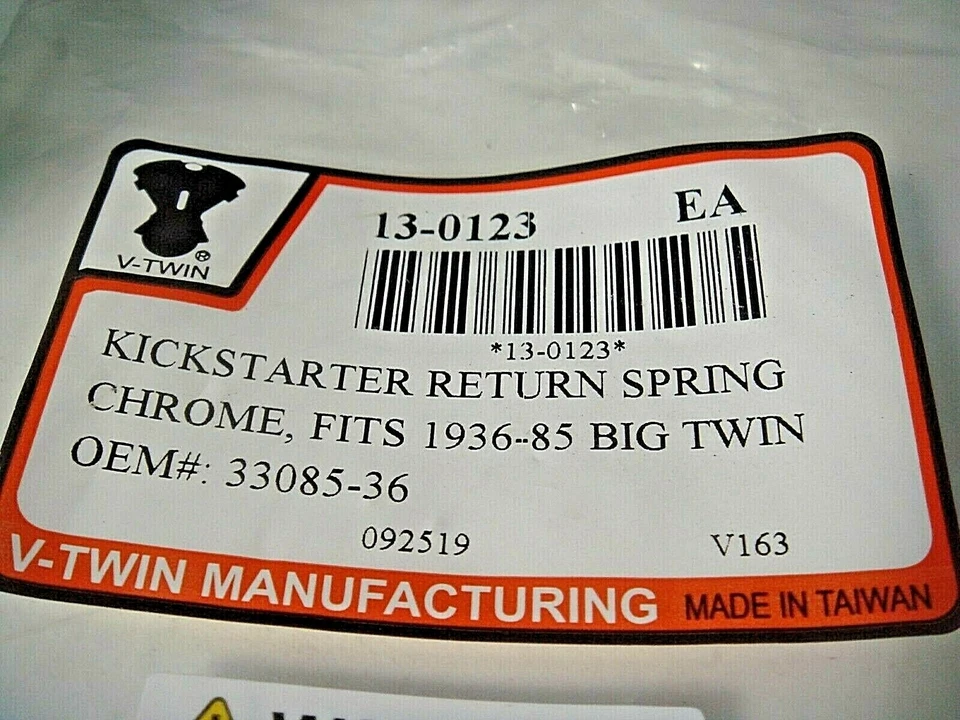 13-0123 EA
V-TWIN®
*13-0123*
KICKSTARTER RETURN SPRING
CHROME, FITS 1936-85 BIG TWIN
OEM#: 33085-36
092519 V163
V-TWIN MANUFACTURING MADE IN TAIWAN